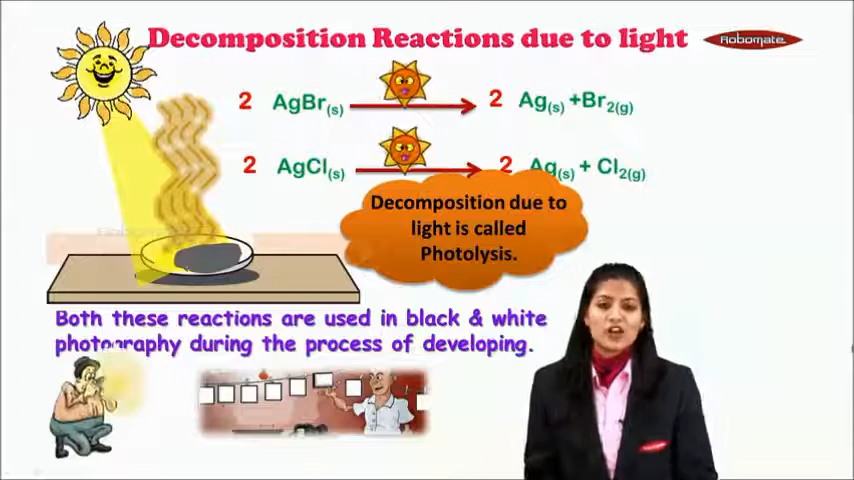 Decomposition Reactions due to light
Robomate
2 AgBr(s) 2 Ag(s) +Br2(g)
2 AgCl(s) 2 Ag(s) + Cl2(g)
Decomposition due to
light is called
Photolysis.
Both these reactions are used in black & white
photography during the process of developing.